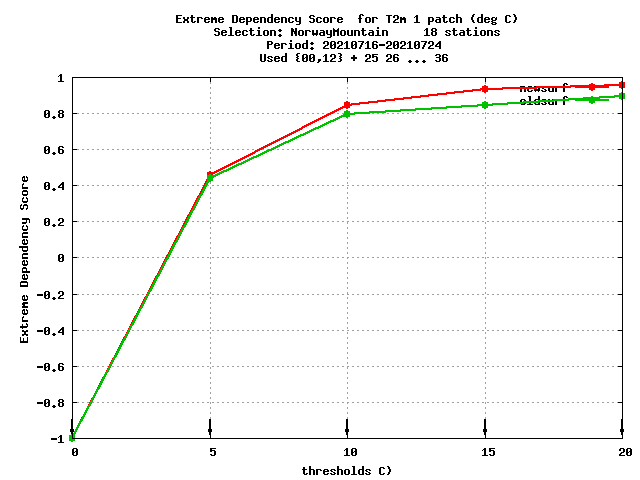 Extreme Dependency Score for T2m 1 patch (deg C)
Selection: NorwayMountain 18 stations
Period: 20210716-20210724
Used {00,12} + 25 26 ... 36
1
0.8
0.6
0.4
0.2
0
-0.2
-0.4
-0.6
-0.8
-1
Extreme Dependency Score
newsurf
oldsurf
0 5 10 15 20
thresholds C)